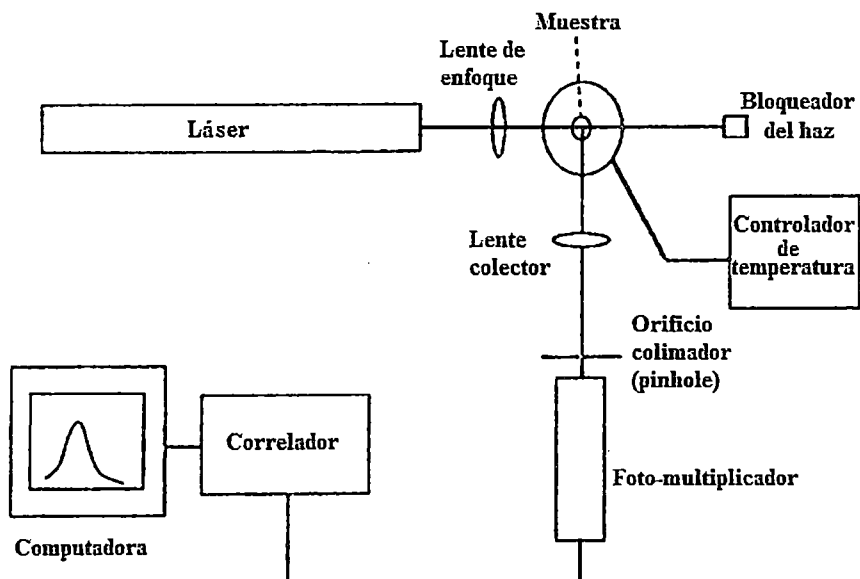 Muestra
Lente de
enfoque
Láser
Bloqueador
del haz
Controlador
de
temperatura
Lente
colector
Orificio
colimador
(pinhole)
Correlador
Foto-multiplicador
Computadora